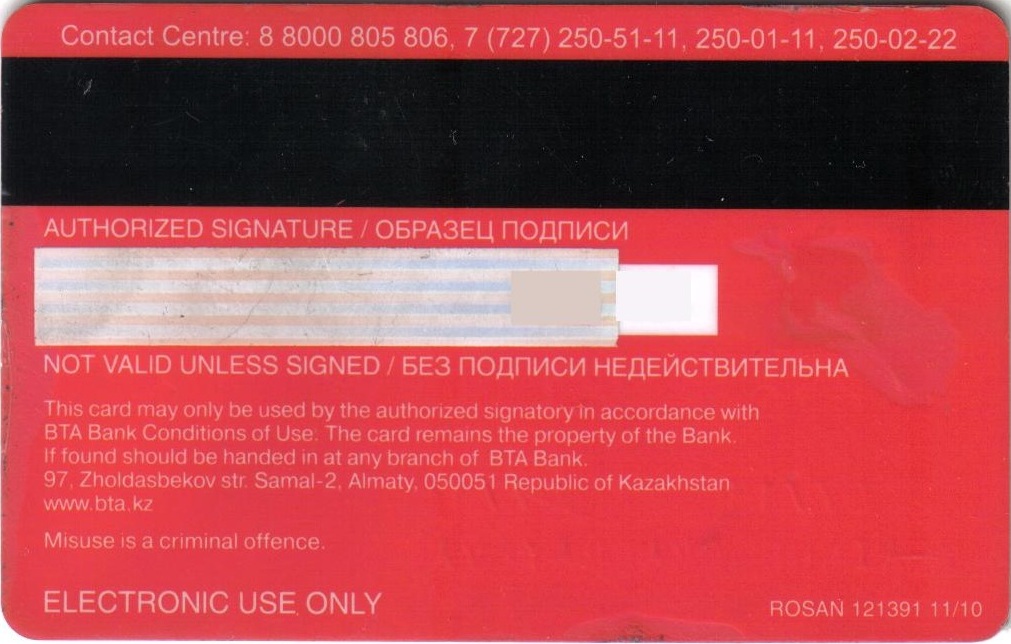 Contact Centre: 8 8000 805 806, 7 (727) 250-51-11, 250-01-11, 250-02-22
AUTHORIZED SIGNATURE / ОБРАЗЕЦ ПОДПИСИ
NOT VALID UNLESS SIGNED / БЕЗ ПОДПИСИ НЕДЕЙСТВИТЕЛЬНА
This card may only be used by the authorized signatory in accordance with
BTA Bank Conditions of Use. The card remains the property of the Bank.
If found should be handed in at any branch of BTA Bank.
97, Zholdasbekov str. Samal-2, Almaty, 050051 Republic of Kazakhstan
www.bta.kz
Misuse is a criminal offence.
ELECTRONIC USE ONLY
ROSAN 121391 11/10